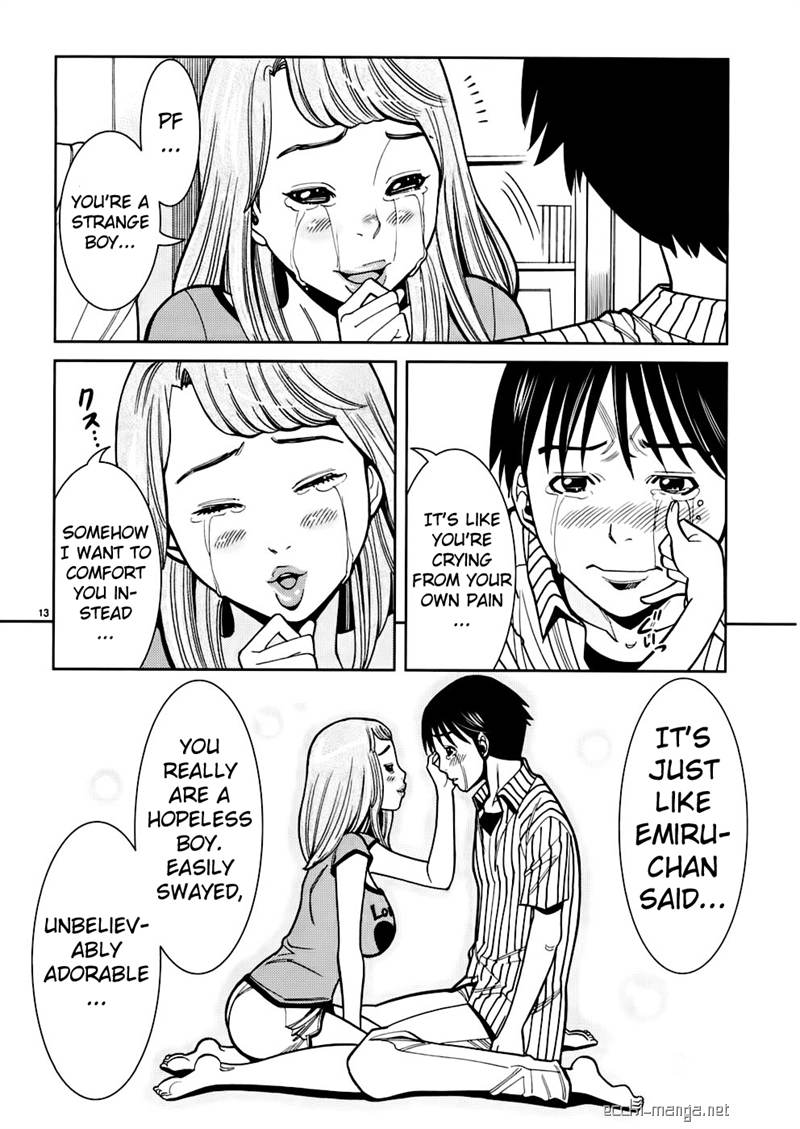 PF
...
YOU'RE A
STRANGE
BOY...
IT'S LIKE
YOU'RE
CRYING
FROM YOUR
OWN PAIN
...
クス…
SOMEHOW
I WANT TO
COMFORT
YOU IN-
STEAD
...
13
IT'S
JUST
LIKE
EMIRU-
CHAN
SAID...
YOU
REALLY
ARE A
HOPELESS
BOY.
EASILY
SWAYED,
UNBELIEV-
ABLY
ADORABLE
...
ecchi-manga.net